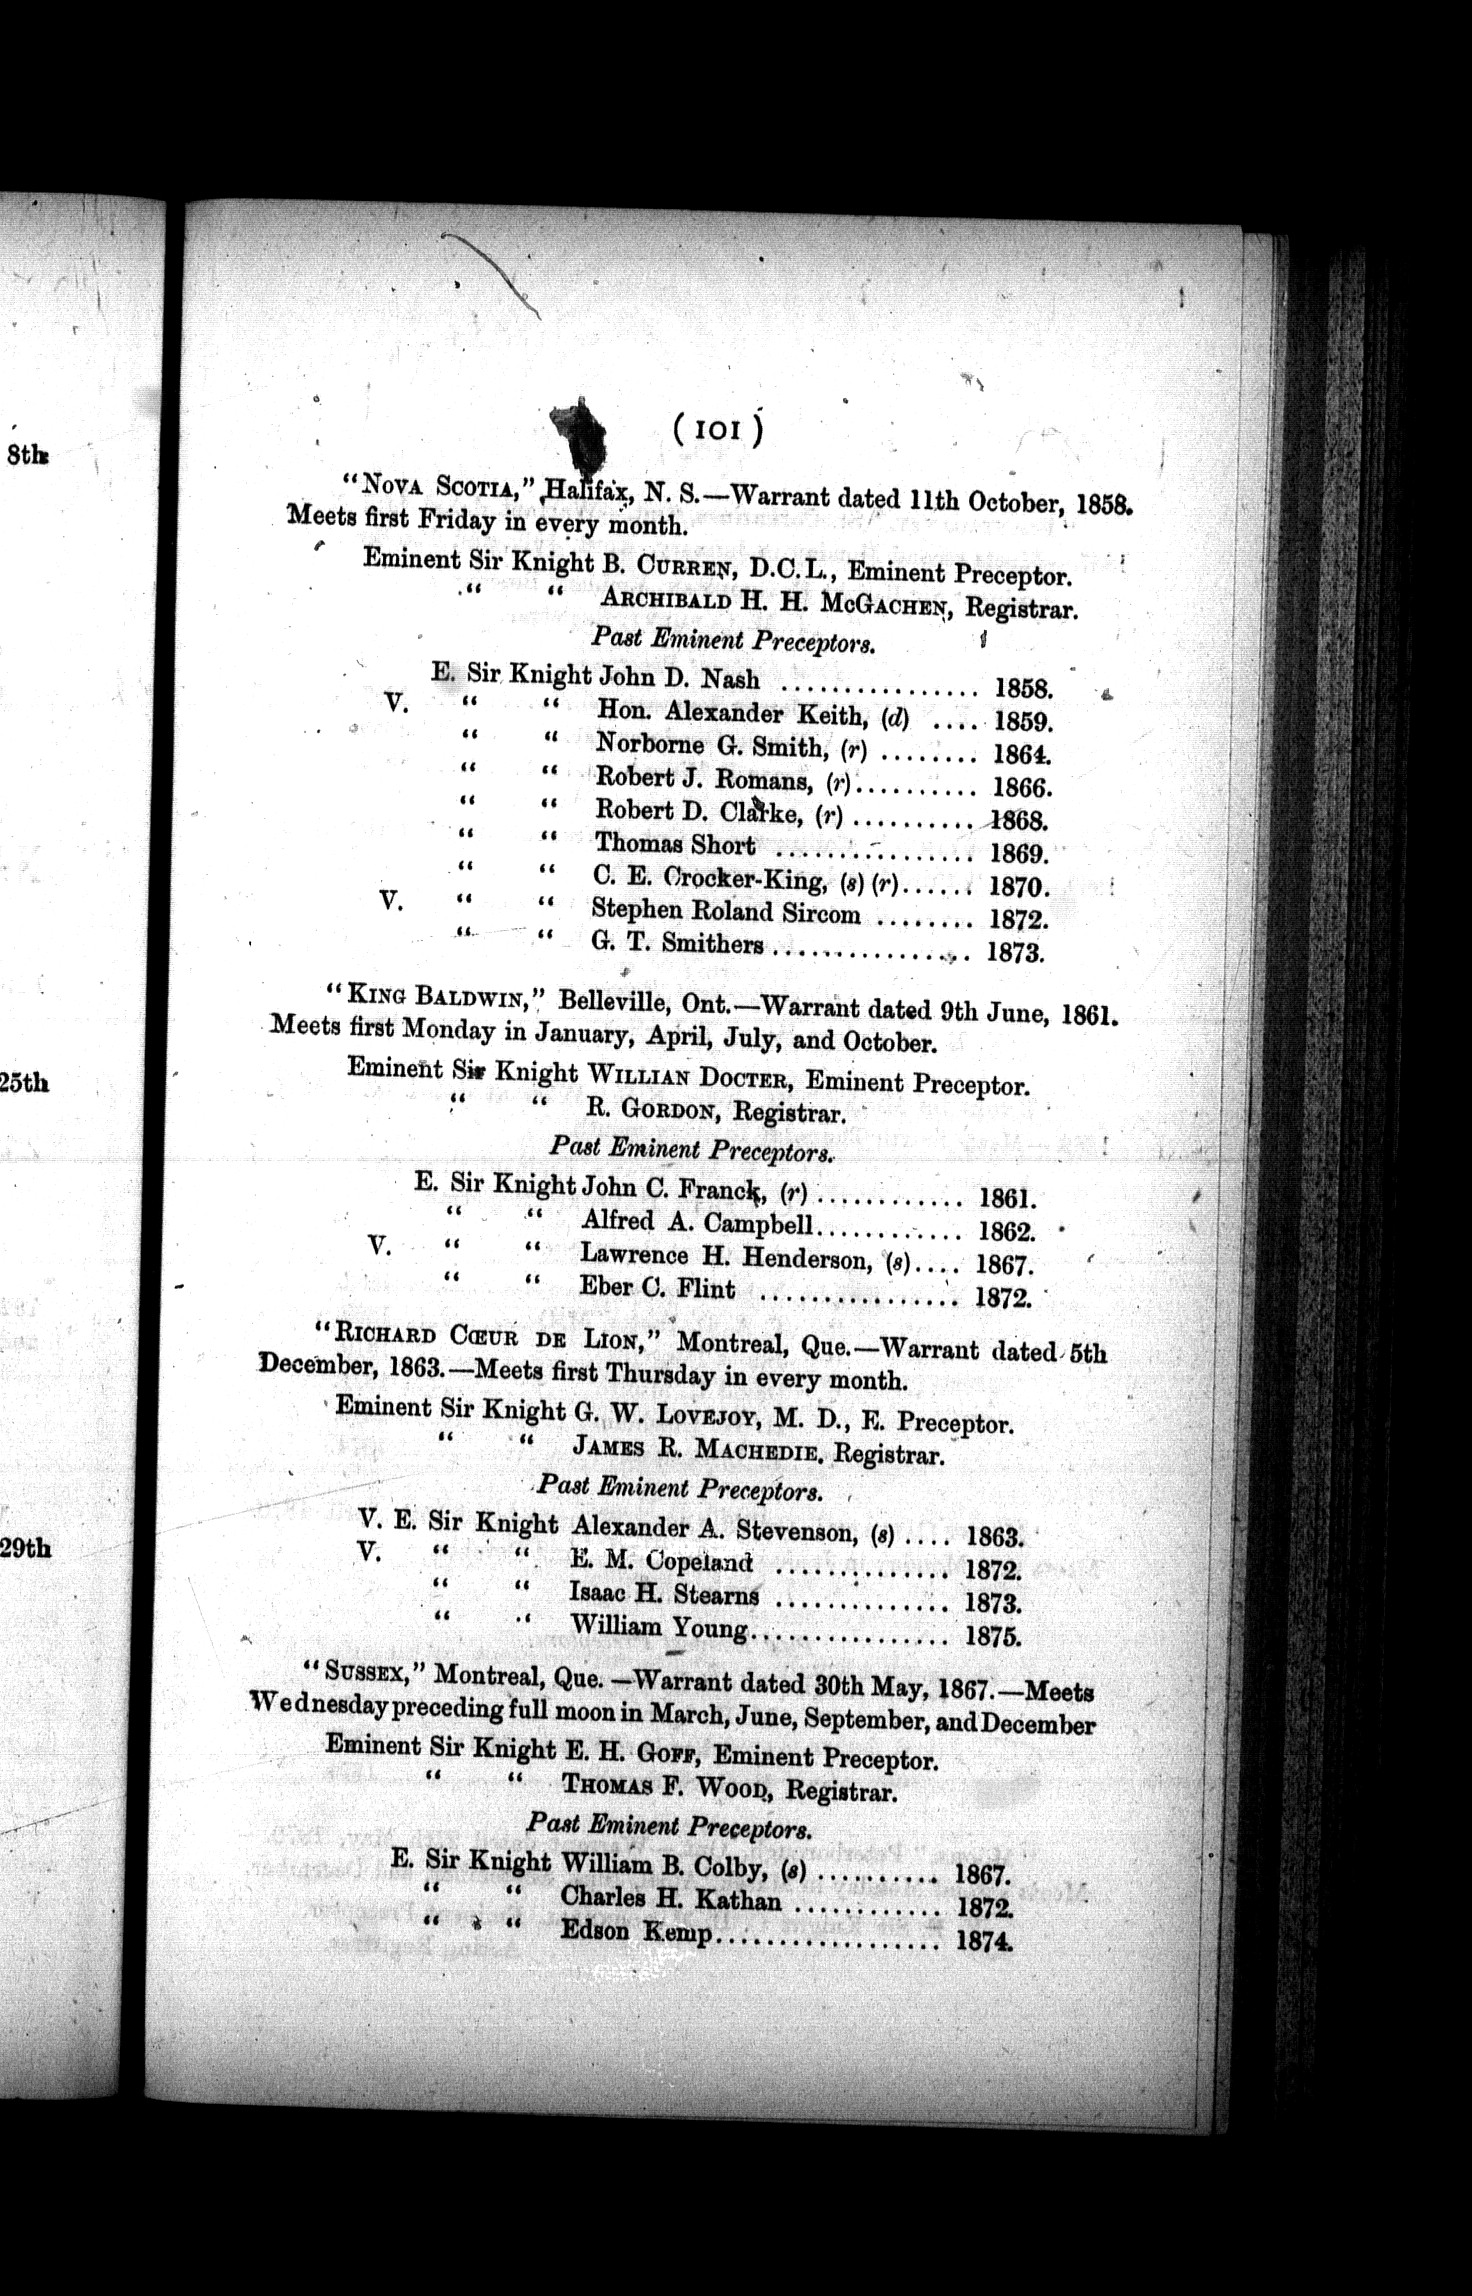 8th
25th
29th
( 101 )
"NOVA SCOTIA," Halifax, N. S.—Warrant dated 11th October, 1858.
Meets first Friday in every month.
Eminent Sir Knight B. CURREN, D.C.L., Eminent Preceptor.
" " ARCHIBALD H. H. MCGACHEN, Registrar.
Past Eminent Preceptors.
E. Sir Knight John D. Nash ................ 1858.
V. " " Hon. Alexander Keith, (d) .... 1859.
" " Norborne G. Smith, (r) ........ 1864.
" " Robert J. Romans, (r).......... 1866.
" " Robert D. Clarke, (r) .......... 1868.
" " Thomas Short ................ 1869.
" " C. E. Crocker-King, (s) (r)...... 1870.
V. " " Stephen Roland Sircom ........ 1872.
" " G. T. Smithers................ 1873.
"KING BALDWIN," Belleville, Ont.—Warrant dated 9th June, 1861.
Meets first Monday in January, April, July, and October.
Eminent Sir Knight WILLIAN DOCTER, Eminent Preceptor.
" " R. GORDON, Registrar.
Past Eminent Preceptors.
E. Sir Knight John C. Franck, (r) ............ 1861.
" " Alfred A. Campbell............ 1862.
V. " " Lawrence H. Henderson, (s).... 1867.
" " Eber C. Flint ................ 1872.
"RICHARD CŒUR DE LION," Montreal, Que.—Warrant dated 5th
December, 1863.—Meets first Thursday in every month.
Eminent Sir Knight G. W. LOVEJOY, M. D., E. Preceptor.
" " JAMES R. MACHEDIE. Registrar.
Past Eminent Preceptors.
V. E. Sir Knight Alexander A. Stevenson, (s) .... 1863.
V. " " E. M. Copeland .............. 1872.
" " Isaac H. Stearns .............. 1873.
" " William Young................ 1875.
"SUSSEX," Montreal, Que. —Warrant dated 30th May, 1867.—Meets
Wednesday preceding full moon in March, June, September, and December
Eminent Sir Knight E. H. GOFF, Eminent Preceptor.
" " THOMAS F. WOOD, Registrar.
Past Eminent Preceptors.
E. Sir Knight William B. Colby, (s) .......... 1867.
" " Charles H. Kathan ............ 1872.
" " Edson Kemp.................. 1874.